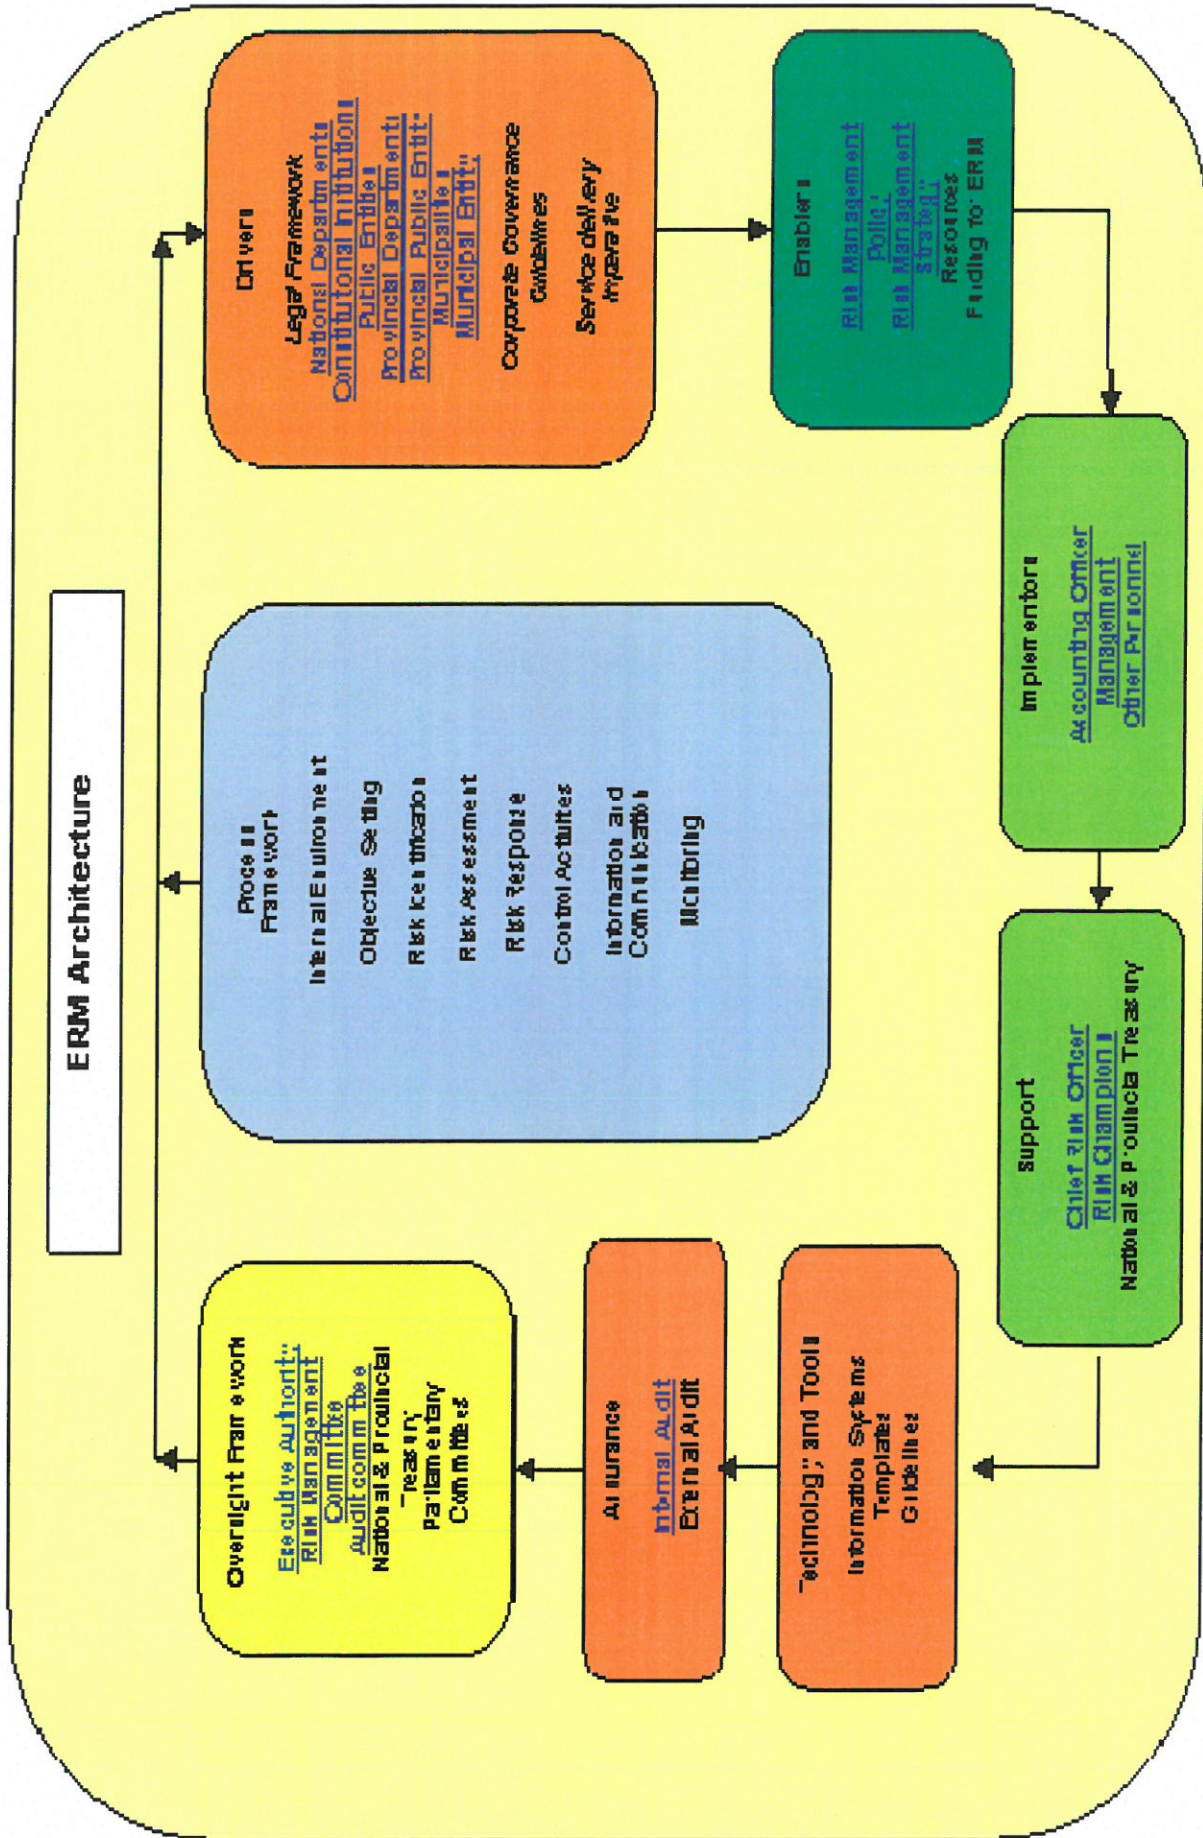 ERM Architecture
Oversight Framework
Executive Authority
Risk Management
Committee
Audit committee
National & Provincial
Treasury
Parliamentary
Committees
Process
Framework
Internal Environment
Objective Setting
Risk Identification
Risk Assessment
Risk Response
Control Activities
Information and
Communication
Monitoring
Drivers
Legal Framework
National Departments
Constitutional Institutions
Public Entities
Provincial Departments
Provincial Public Entity
Municipalities
Municipal Entity
Corporate Governance
Guidelines
Service delivery
Imperative
Assurance
Internal Audit
External Audit
Technology and Tools
Information Systems
Templates
Guidelines
Enablers
Risk Management
Policy
Risk Management
Strategy
Resources
Funding for ERM
Support
Chief Risk Officer
Risk Champions
National & Provincial Treasury
Implementors
Accounting Officer
Management
Other Personnel